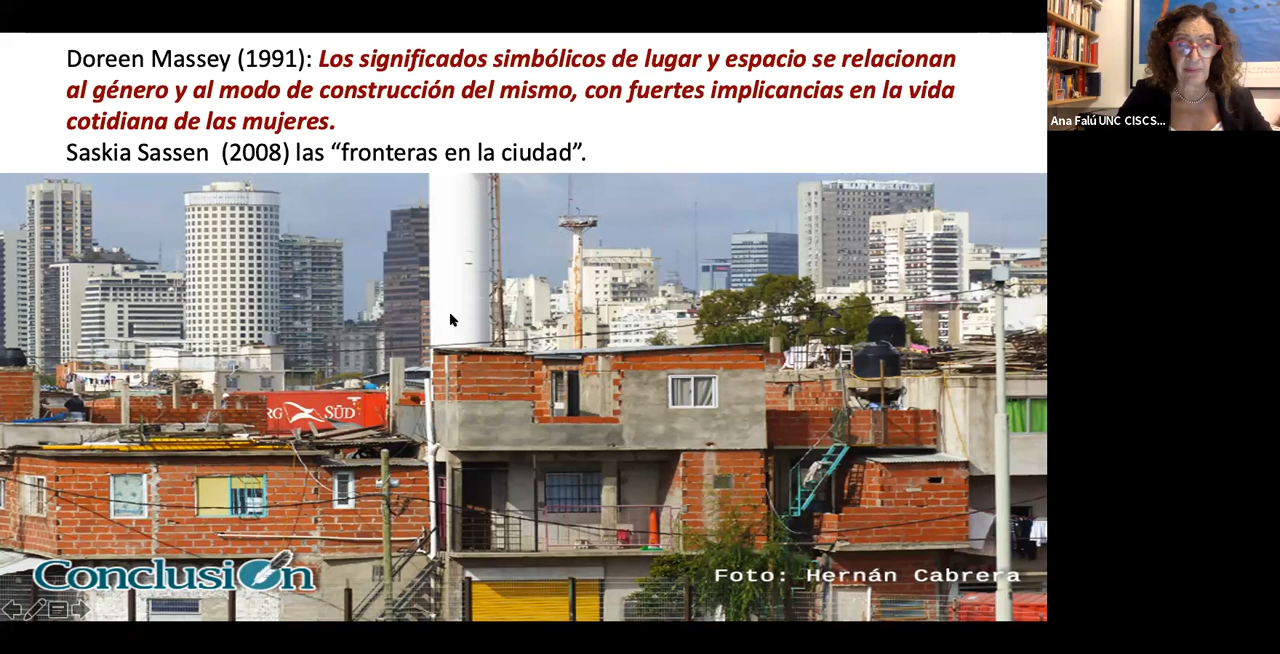 Doreen Massey (1991): Los significados simbólicos de lugar y espacio se relacionan
al género y al modo de construcción del mismo, con fuertes implicancias en la vida
cotidiana de las mujeres.
Saskia Sassen (2008) las “fronteras en la ciudad”.
Ana Falú UNC CISCS...
RG SÜD
Conclusión
Foto: Hernán Cabrera